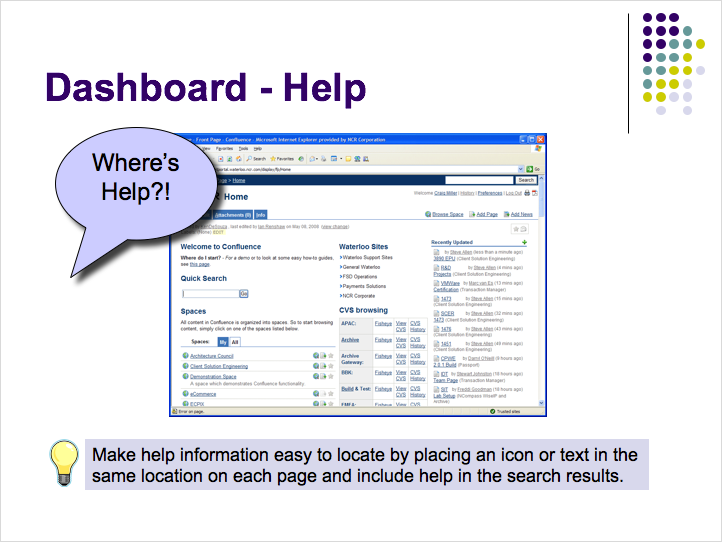 Dashboard - Help
Where's
Help?!
Front Page - Confluence - Microsoft Internet Explorer provided by NCR Corporation
View Favorites Tools Help
Search Favorites
Go
> Home
Search
Welcome Craig Miller | History | Preferences | Log Out
Home
Attachments (0) Info
Browse Space Add Page Add News
, last edited by Ian Renshaw on May 08, 2008 (view change)
(None) EDIT
Welcome to Confluence
Where do I start? - For a demo or to look at some easy how-to guides,
see this page.
Quick Search
Go
Spaces
All content in Confluence is organized into spaces. So to start browsing
content, simply click on one of the spaces listed below.
Spaces: My All
Architecture Council
Client Solution Engineering
Demonstration Space
A space which demonstrates Confluence functionality.
eCommerce
ECPIX
Error on page.
Waterloo Sites
Waterloo Support Sites
General Waterloo
FSD Operations
Payments Solutions
NCR Corporate
CVS browsing
APAC: Fisheye View CVS CVS History
Archive Fisheye View CVS CVS History
Archive Gateway: Fisheye View CVS CVS History
BBK: Fisheye View CVS CVS History
Build & Test: Fisheye View CVS CVS History
EMEA: Fisheye View CVS
Recently Updated
by Steve Allen (less than a minute ago)
3890 EPU (Client Solution Engineering)
R&D by Steve Allen (4 mins ago)
Projects (Client Solution Engineering)
VMWare by Marc van Es (13 mins ago)
Certification (Transaction Manager)
1473 by Steve Allen (15 mins ago)
(Client Solution Engineering)
SCER by Steve Allen (32 mins ago)
1473 (Client Solution Engineering)
1476 by Steve Allen (43 mins ago)
(Client Solution Engineering)
1451 by Steve Allen (49 mins ago)
(Client Solution Engineering)
CPWE by Darryl O'Neill (9 hours ago)
2.0.1 Build (Passport)
IDT by Stewart Johnston (18 hours ago)
Team Page (Transaction Manager)
SIT by Freddi Goodman (18 hours ago)
Lab Setup (InCompass WiseIP and
Archive)
Trusted sites
Make help information easy to locate by placing an icon or text in the
same location on each page and include help in the search results.